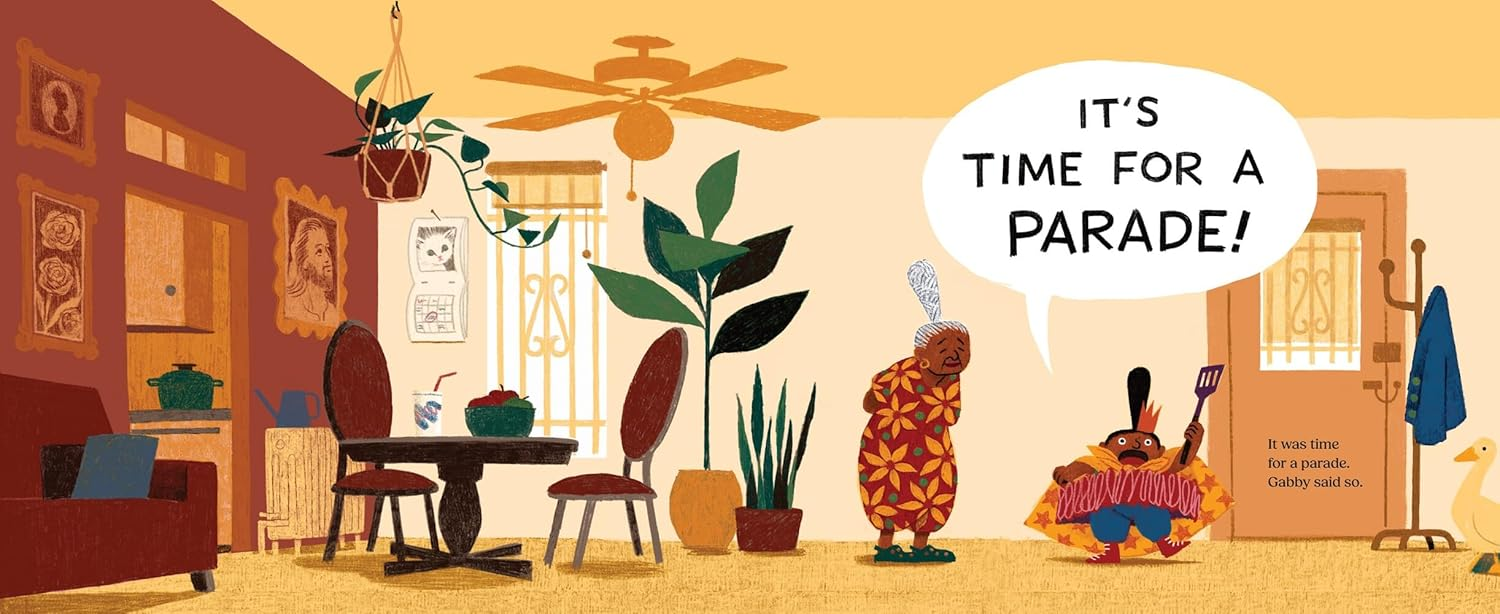 IT'S
TIME FOR A
PARADE!
It was time
for a parade.
Gabby said so.